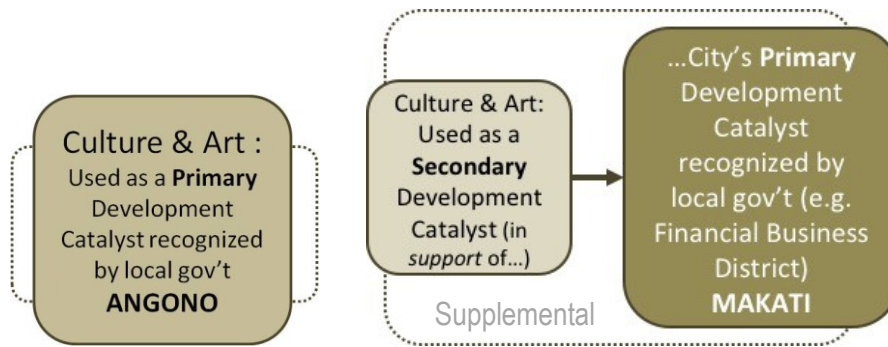 Culture & Art :
Used as a Primary
Development
Catalyst recognized
by local gov't
ANGONO
Culture & Art:
Used as a
Secondary
Development
Catalyst (in
support of...)
...City's Primary
Development
Catalyst
recognized by
local gov't (e.g.
Financial Business
District)
MAKATI
Supplemental